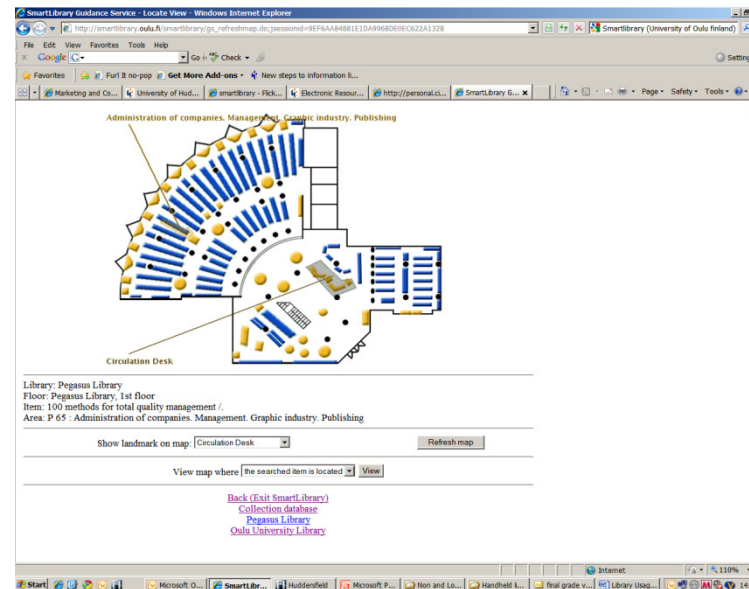 SmartLibrary Guidance Service - Locate View - Windows Internet Explorer
http://smartlibrary.oulu.fi/smartlibrary/gs_refreshmap.do;jsessionid=9EF6AA84881E1DA9968DE0EC622A1328
Smartlibrary (University of Oulu finland)
File Edit View Favorites Tools Help
x Google G Go Check
Setting
Favorites Furl It no-pop Get More Add-ons New steps to information li...
Marketing and Co... University of Hud... smartlibrary - Flick... Electronic Resour... http://personal.ci... SmartLibrary G... X Page Safety Tools
Administration of companies. Management. Graphic industry. Publishing
Circulation Desk
Library: Pegasus Library
Floor: Pegasus Library, 1st floor
Item: 100 methods for total quality management /.
Area: P 65 : Administration of companies. Management. Graphic industry. Publishing
Show landmark on map: Circulation Desk Refresh map
View map where the searched item is located View
Back (Exit SmartLibrary)
Collection database
Pegasus Library
Oulu University Library
Internet 110%
Start Microsoft O... SmartLibr... Huddersfield Microsoft P... Non and Lo... Handheld li... final grade v... Library Usag... 14: